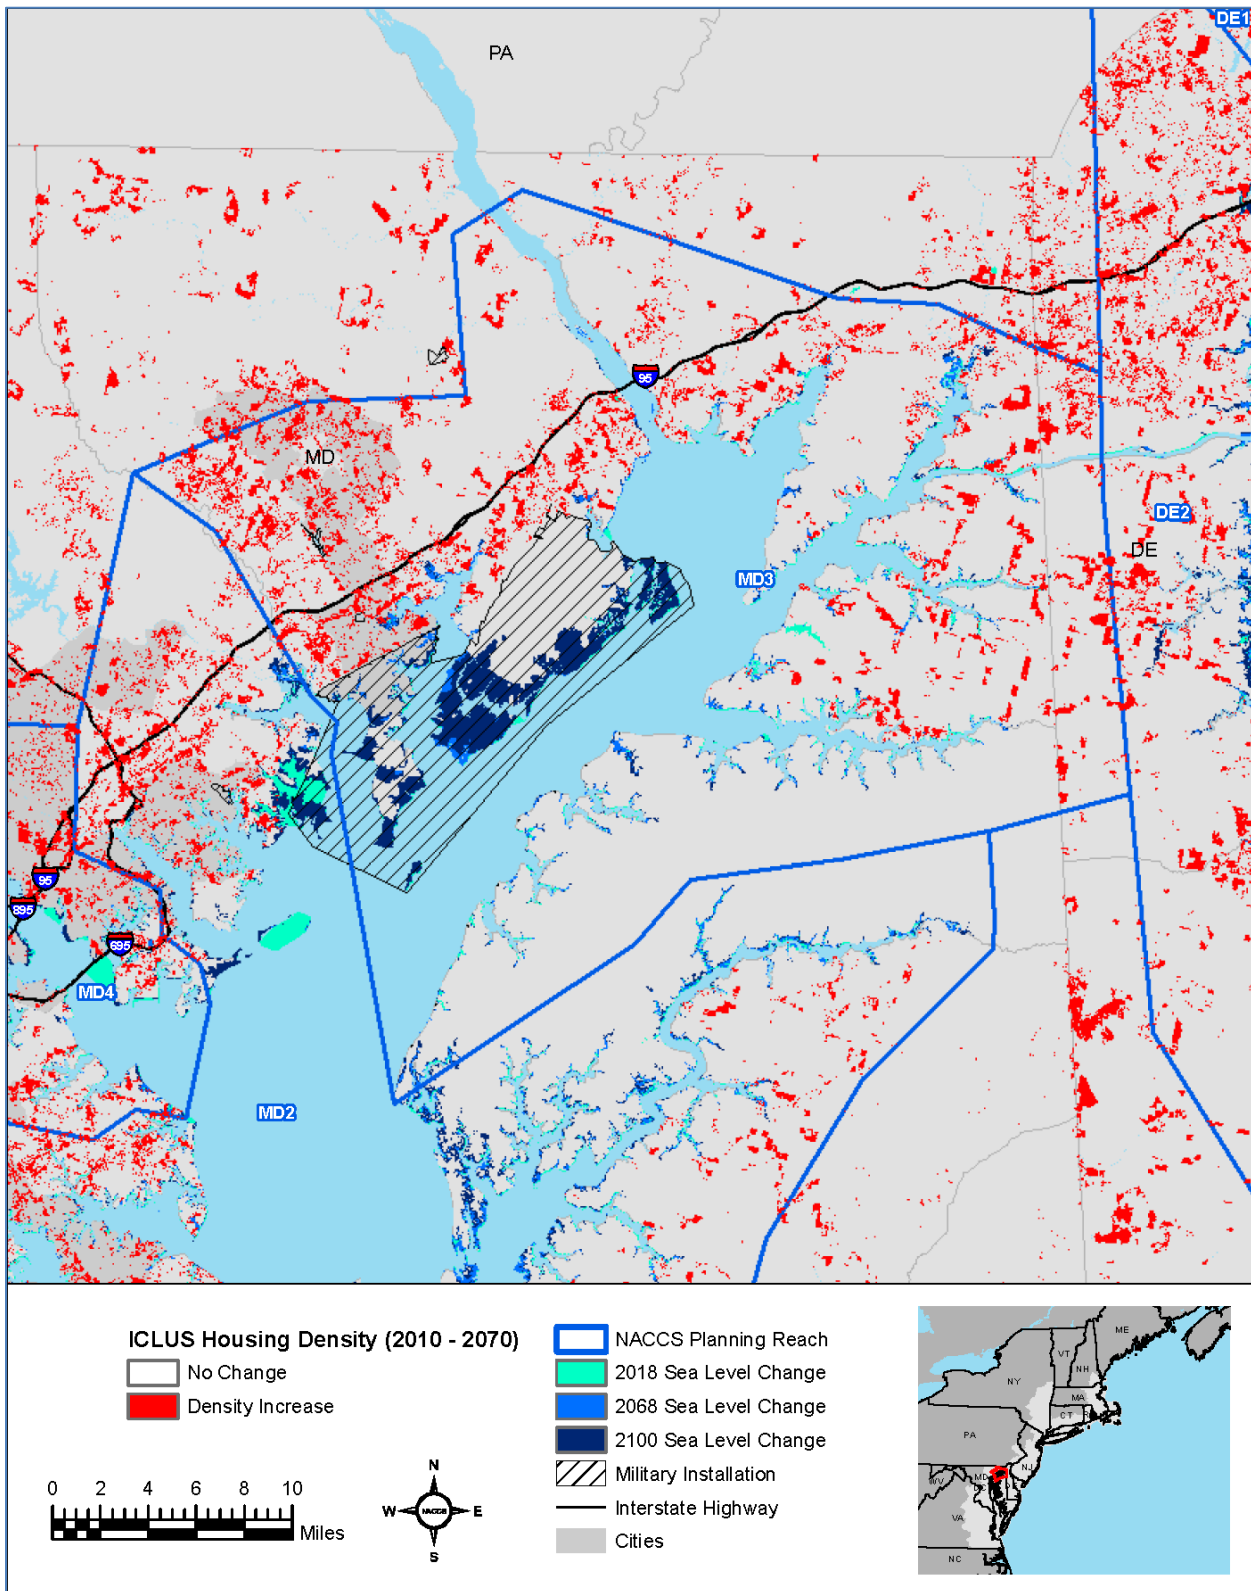 DE1
PA
95
MD
DE2
DE
MD3
95
895
695
MD4
MD2
ICLUS Housing Density (2010 - 2070)
No Change
Density Increase
NACCS Planning Reach
2018 Sea Level Change
2068 Sea Level Change
2100 Sea Level Change
Military Installation
Interstate Highway
Cities
0 2 4 6 8 10
Miles
N
W NACCS E
S
ME
VT
NH
NY
MA
CT
PA
NJ
MD
WV
VA
NC